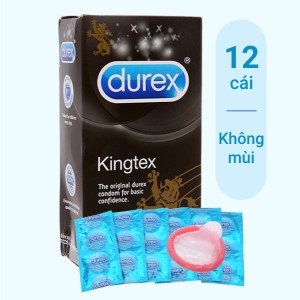 durex
Kingtex
The original durex
condom for basic
confidence.
12
cái
Không
mùi